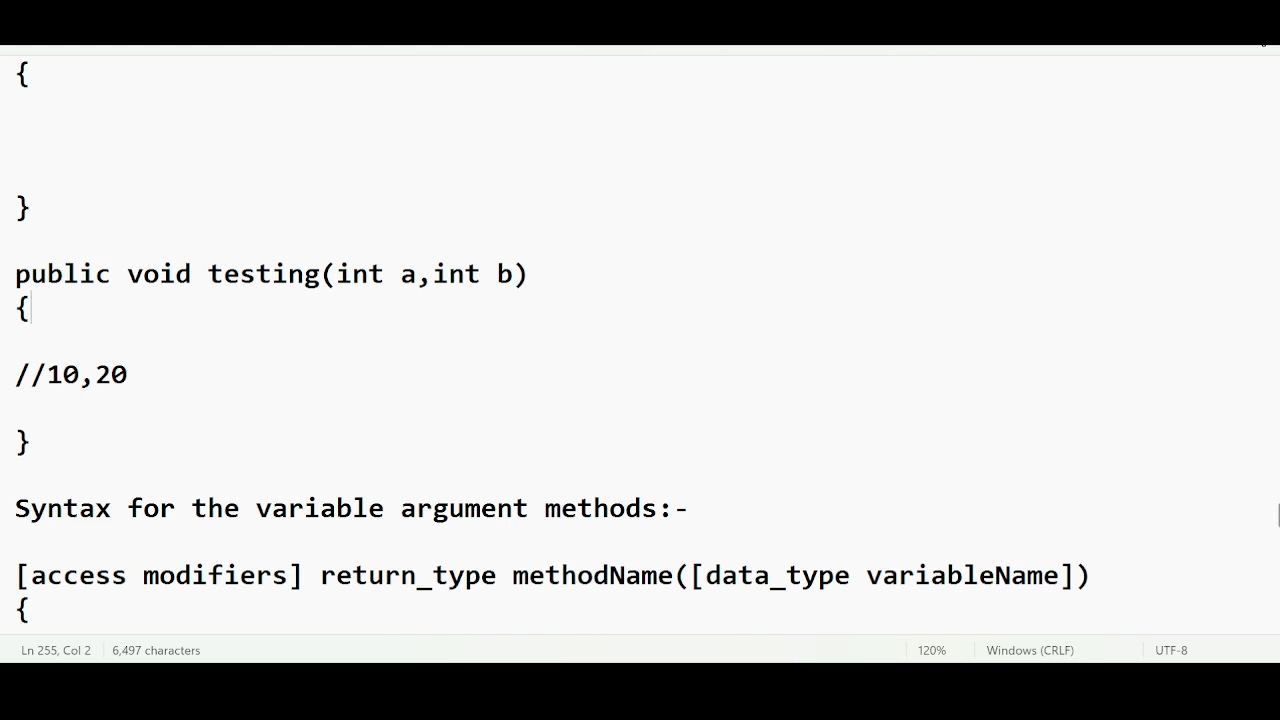 {
}
public void testing(int a,int b)
{
//10,20
}
Syntax for the variable argument methods:-
[access modifiers] return_type methodName([data_type variableName])
{
Ln 255, Col 2 6,497 characters 120% Windows (CRLF) UTF-8